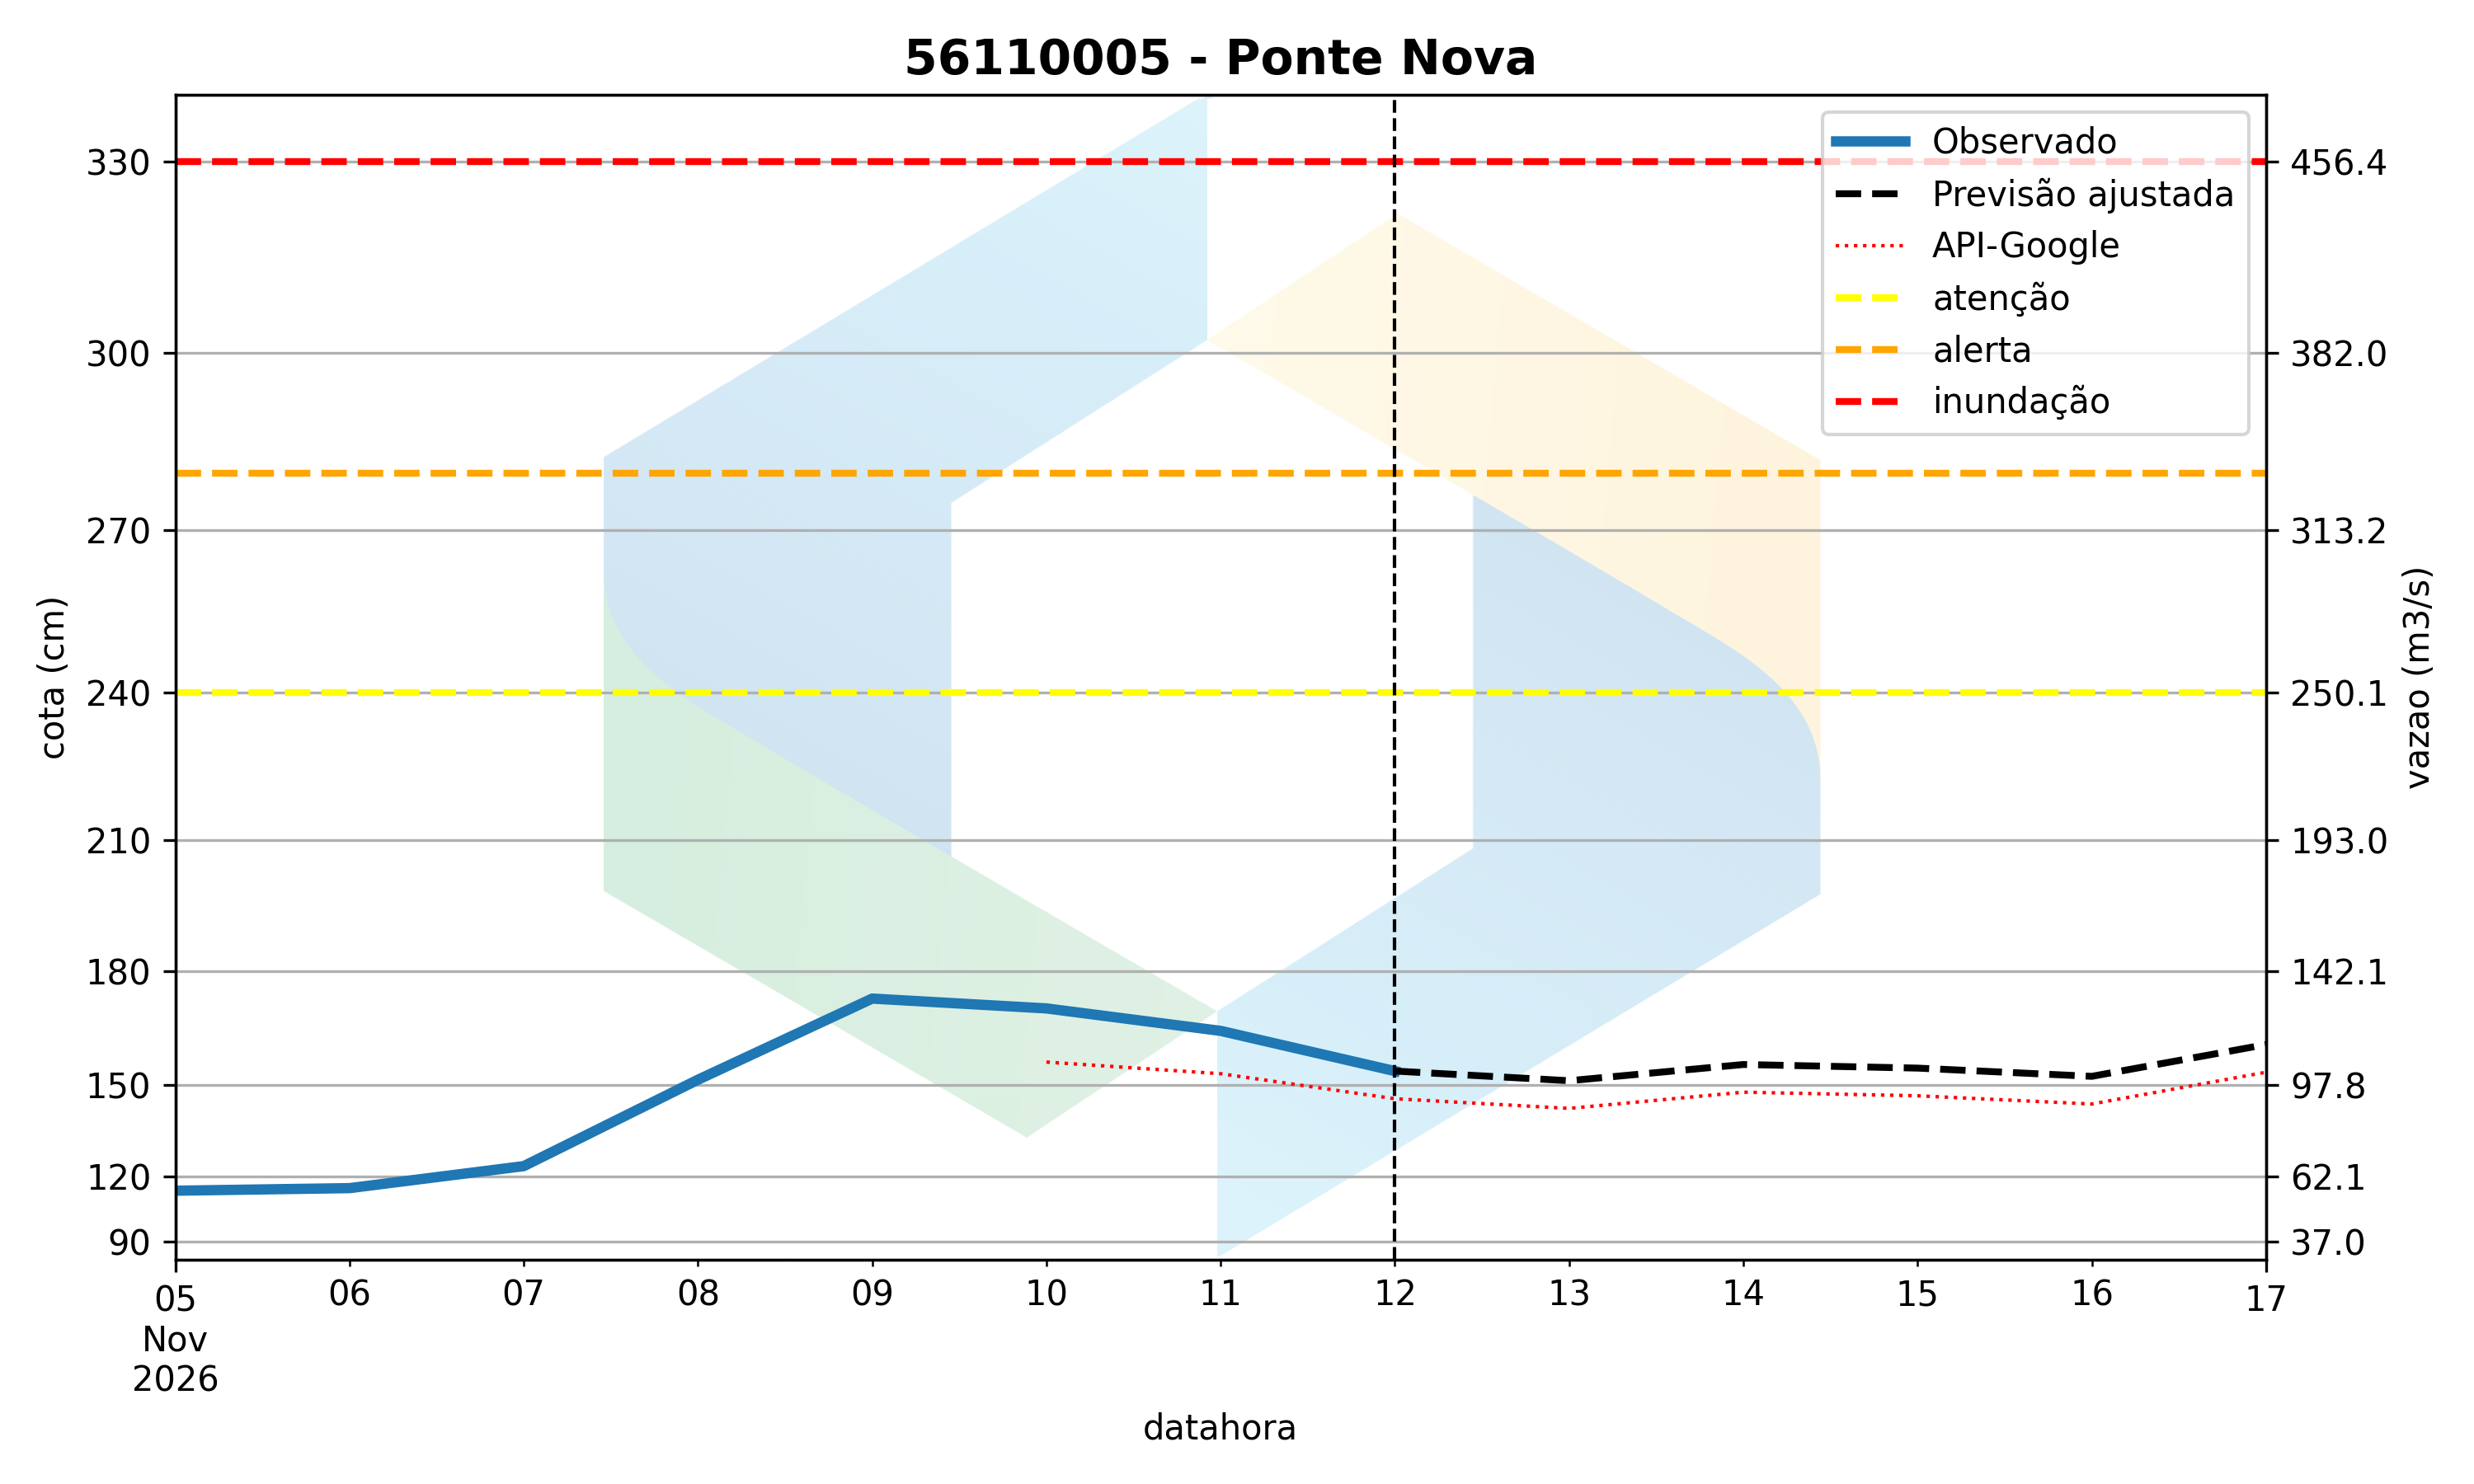 56110005 - Ponte Nova
Observado
Previsão ajustada
API-Google
atenção
alerta
inundação
cota (cm)
330
300
270
240
210
180
150
120
90
456.4
382.0
313.2
250.1
193.0
142.1
97.8
62.1
37.0
vazao (m3/s)
05 06 07 08 09 10 11 12 13 14 15 16 17
Nov
2026
datahora